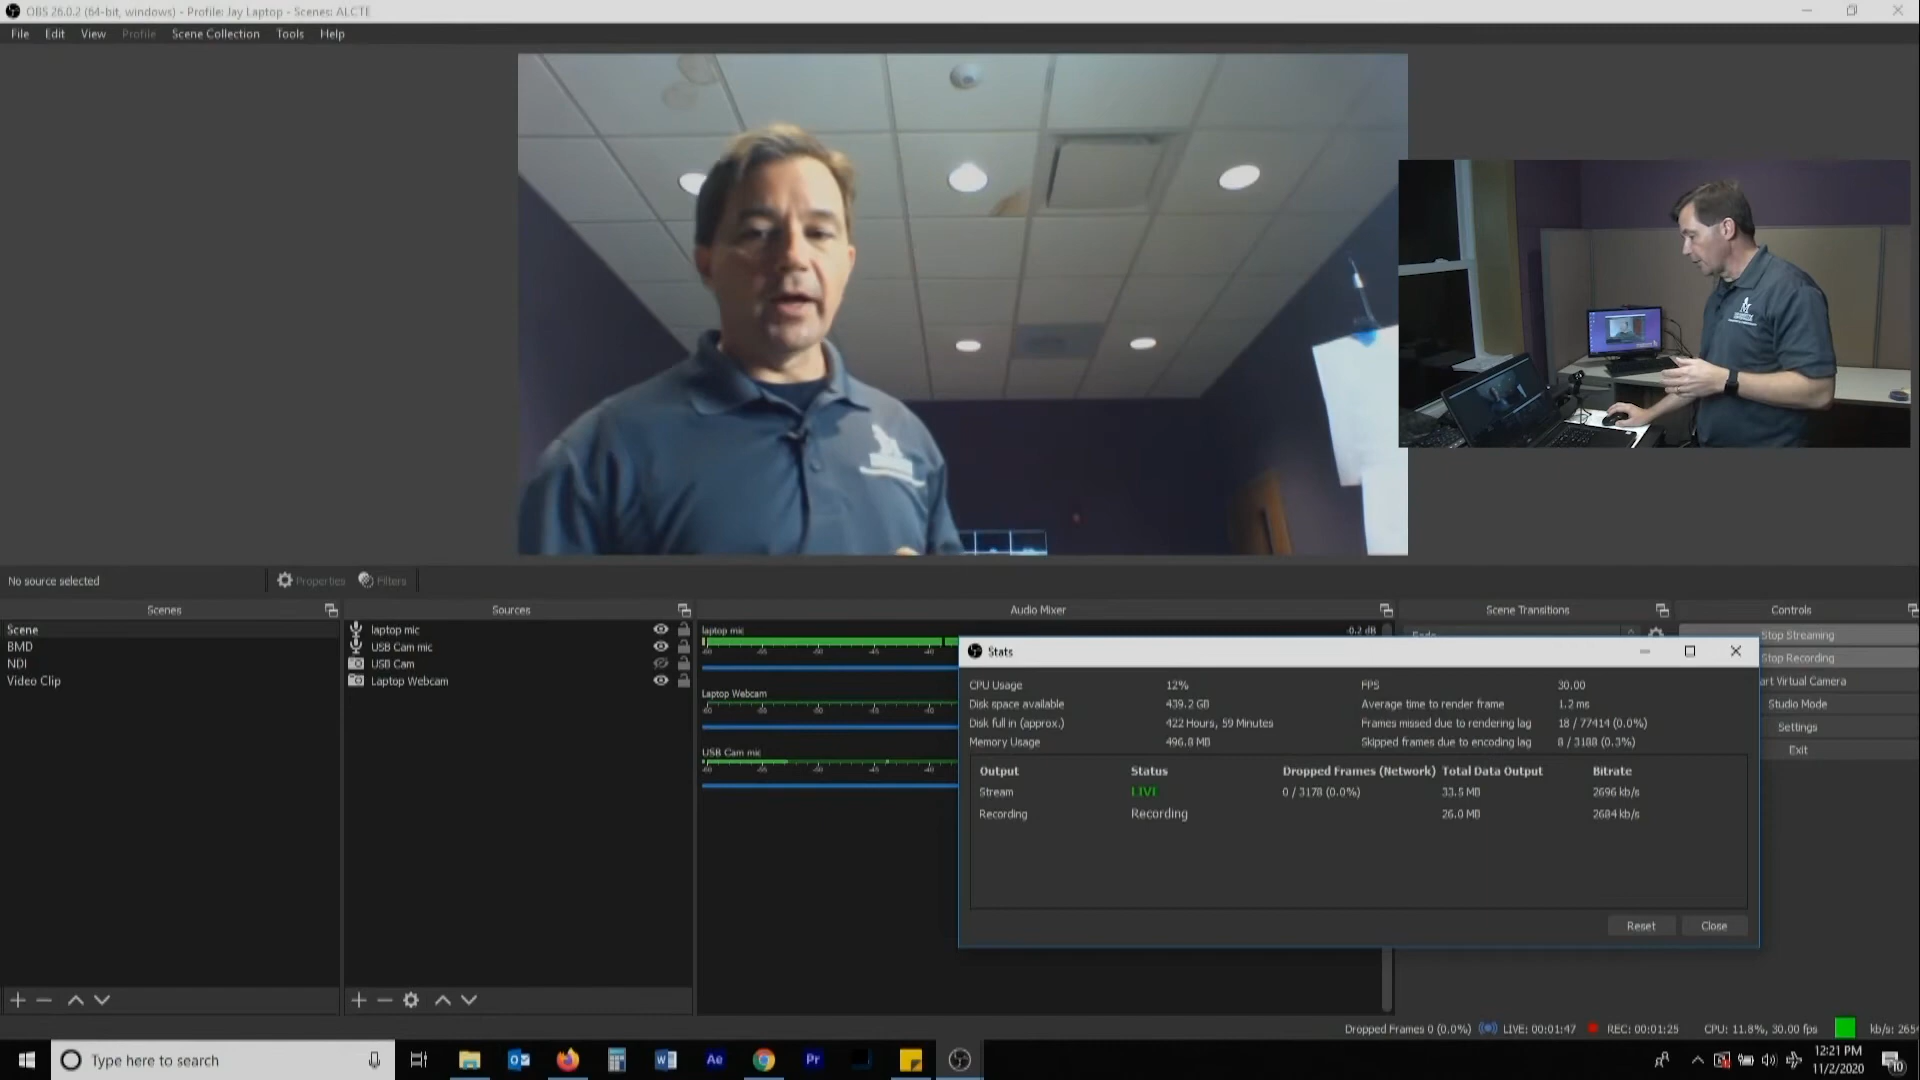 OBS 26.0.2 (64-bit, windows) - Profile: Jay Laptop - Scenes: ALCTE
File Edit View Profile Scene Collection Tools Help
No source selected
Properties
Filters
Scenes
Scene
BMD
NDI
Video Clip
Sources
laptop mic
USB Cam mic
USB Cam
Laptop Webcam
Audio Mixer
laptop mic
-0.2 dB
Laptop Webcam
USB Cam mic
Scene Transitions
Controls
Stop Streaming
Stop Recording
art Virtual Camera
Studio Mode
Settings
Exit
Stats
CPU Usage 12% FPS 30.00
Disk space available 439.2 GB Average time to render frame 1.2 ms
Disk full in (approx.) 422 Hours, 59 Minutes Frames missed due to rendering lag 18 / 77414 (0.0%)
Memory Usage 496.8 MB Skipped frames due to encoding lag 8 / 3188 (0.3%)
Output Status Dropped Frames (Network) Total Data Output Bitrate
Stream LIVE 0 / 3178 (0.0%) 33.5 MB 2696 kb/s
Recording Recording 26.0 MB 2684 kb/s
Reset Close
Dropped Frames 0 (0.0%) LIVE: 00:01:47 REC: 00:01:25 CPU: 11.8%, 30.00 fps kb/s: 265
Type here to search
Ae
Pr
12:21 PM
11/2/2020
10